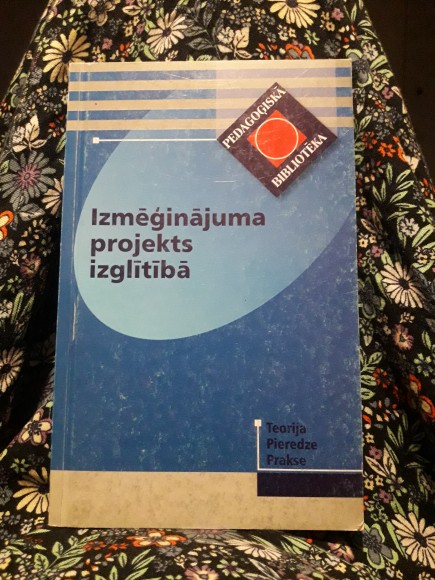 PEDAGOĢISKĀ
BIBLIOTĒKA
Izmēģinājuma
projekts
izglītībā
Teorija
Pieredze
Prakse